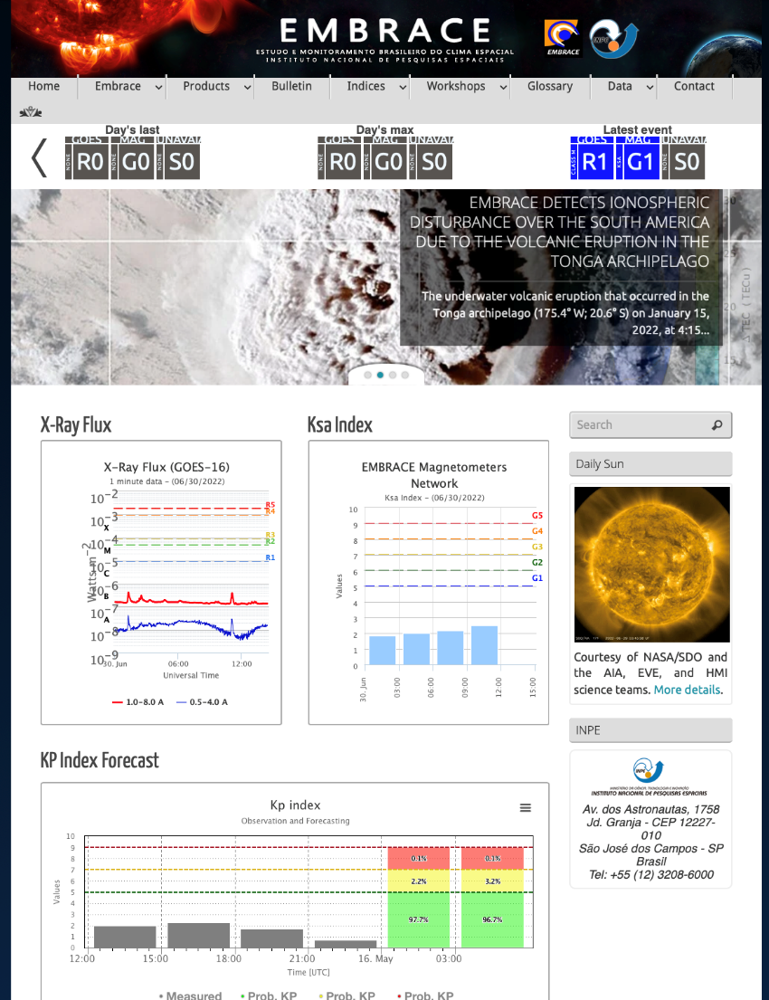 EMBRACE
ESTUDO E MONITORAMENTO BRASILEIRO DO CLIMA ESPACIAL
INSTITUTO NACIONAL DE PESQUISAS ESPACIAIS
EMBRACE
INPE
Home Embrace Products Bulletin Indices Workshops Glossary Data Contact
Day's last Day's max Latest event
GOES MAG UNAVAI GOES MAG UNAVAI GOES MAG UNAVAI
NONE R0 NONE G0 NONE S0 NONE R0 NONE G0 NONE S0 CLASS M R1 KSA G1 NONE S0
EMBRACE DETECTS IONOSPHERIC
DISTURBANCE OVER THE SOUTH AMERICA
DUE TO THE VOLCANIC ERUPTION IN THE
TONGA ARCHIPELAGO
The underwater volcanic eruption that occurred in the
Tonga archipelago (175.4° W; 20.6° S) on January 15,
2022, at 4:15...
30
20
15
TEC ( TECu )
X-Ray Flux
X-Ray Flux (GOES-16)
1 minute data - (06/30/2022)
10-2
10-3
10-4
10-5
10-6
10-7
10-8
10-9
X
M
C
B
A
Watts m-2
R5
R4
R3
R2
R1
30. Jun 06:00 12:00
Universal Time
1.0-8.0 A 0.5-4.0 A
Ksa Index
EMBRACE Magnetometers
Network
Ksa Index - (06/30/2022)
Values
10
9
8
7
6
5
4
3
2
1
0
G5
G4
G3
G2
G1
30. Jun 03:00 06:00 09:00 12:00 15:00
Search
Daily Sun
Courtesy of NASA/SDO and
the AIA, EVE, and HMI
science teams. More details.
INPE
INPE
MINISTÉRIO DA CIÊNCIA, TECNOLOGIA E INOVAÇÃO
INSTITUTO NACIONAL DE PESQUISAS ESPACIAIS
Av. dos Astronautas, 1758
Jd. Granja - CEP 12227-
010
São José dos Campos - SP
Brasil
Tel: +55 (12) 3208-6000
KP Index Forecast
Kp index
Observation and Forecasting
Values
10
9
8
7
6
5
4
3
2
1
0
0.1% 0.1%
2.2% 3.2%
97.7% 96.7%
12:00 15:00 18:00 21:00 16. May 03:00
Time [UTC]
Measured Prob. KP Prob. KP Prob. KP